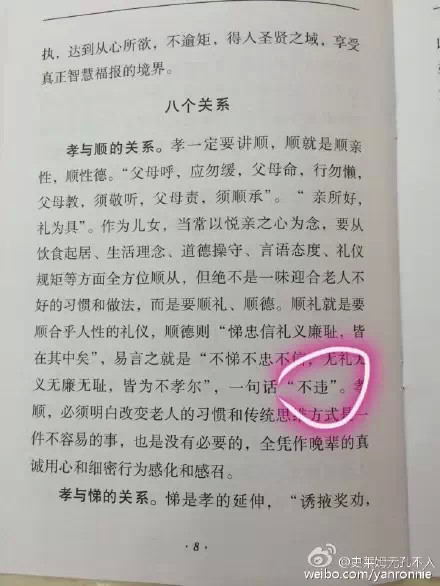 执，达到从心所欲，不逾矩，得人圣贤之域，享受
真正智慧福报的境界。
八个关系
孝与顺的关系。孝一定要讲顺，顺就是顺亲
性，顺性德。“父母呼，应勿缓，父母命，行勿懒，
父母教，须敬听，父母责，须顺承”。“ 亲所好，
礼为具”。作为儿女，当常以悦亲之心为念，要从
饮食起居、生活理念、道德操守、言语态度、礼仪
规矩等方面全方位顺从，但绝不是一味迎合老人不
好的习惯和做法，而是要顺礼、顺德。顺礼就是要
顺合乎人性的礼仪，顺德则“悌忠信礼义廉耻，皆
在其中矣”，易言之就是“不悌不忠不信，无礼无
义无廉无耻，皆为不孝尔”，一句话“不违”。孝
顺，必须明白改变老人的习惯和传统思维方式是一
件不容易的事，也是没有必要的，全凭作晚辈的真
诚用心和细密行为感化和感召。
孝与悌的关系。悌是孝的延伸，“诱掖奖劝，
· 8 ·
@史莱姆无孔不入
weibo.com/yanronnie